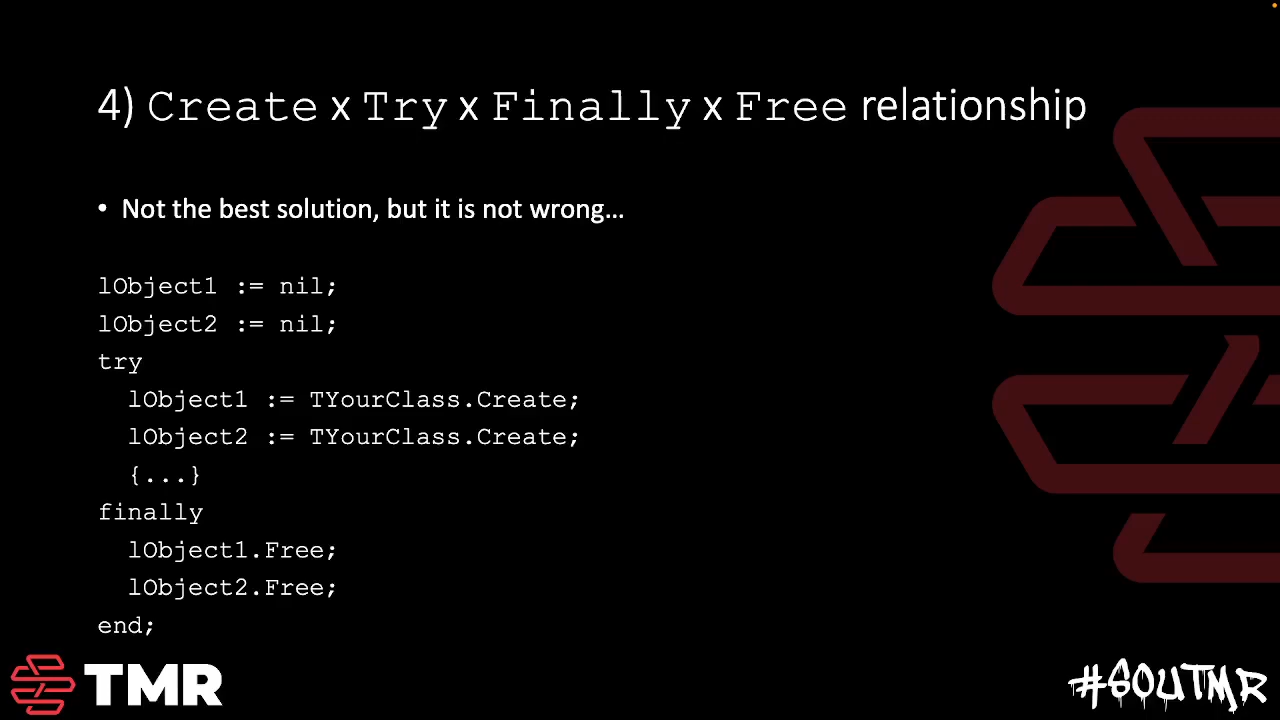 4) Create x Try x Finally x Free relationship
• Not the best solution, but it is not wrong...
lObject1 := nil;
lObject2 := nil;
try
  lObject1 := TYourClass.Create;
  lObject2 := TYourClass.Create;
  {...}
finally
  lObject1.Free;
  lObject2.Free;
end;
TMR
#SOUTMR